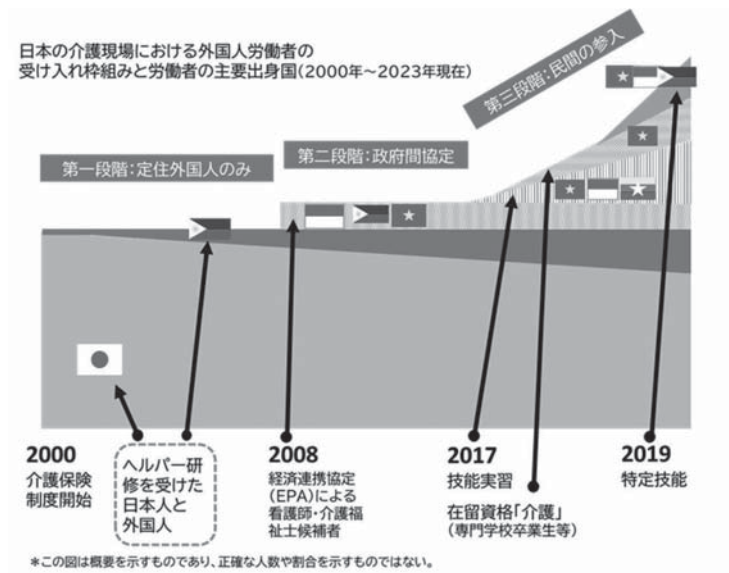 日本の介護現場における外国人労働者の
受け入れ枠組みと労働者の主要出身国(2000年～2023年現在)
第一段階:定住外国人のみ
第二段階:政府間協定
第三段階:民間の参入
2000
介護保険
制度開始
ヘルパー研
修を受けた
日本人と
外国人
2008
経済連携協定
(EPA)による
看護師・介護福
祉士候補者
2017
技能実習
在留資格「介護」
(専門学校卒業生等)
2019
特定技能
*この図は概要を示すものであり、正確な人数や割合を示すものではない。